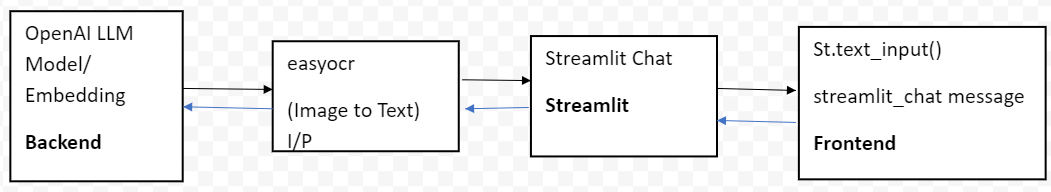 OpenAI LLM
Model/
Embedding
Backend
easyocr
(Image to Text)
I/P
Streamlit Chat
Streamlit
St.text_input()
streamlit_chat message
Frontend